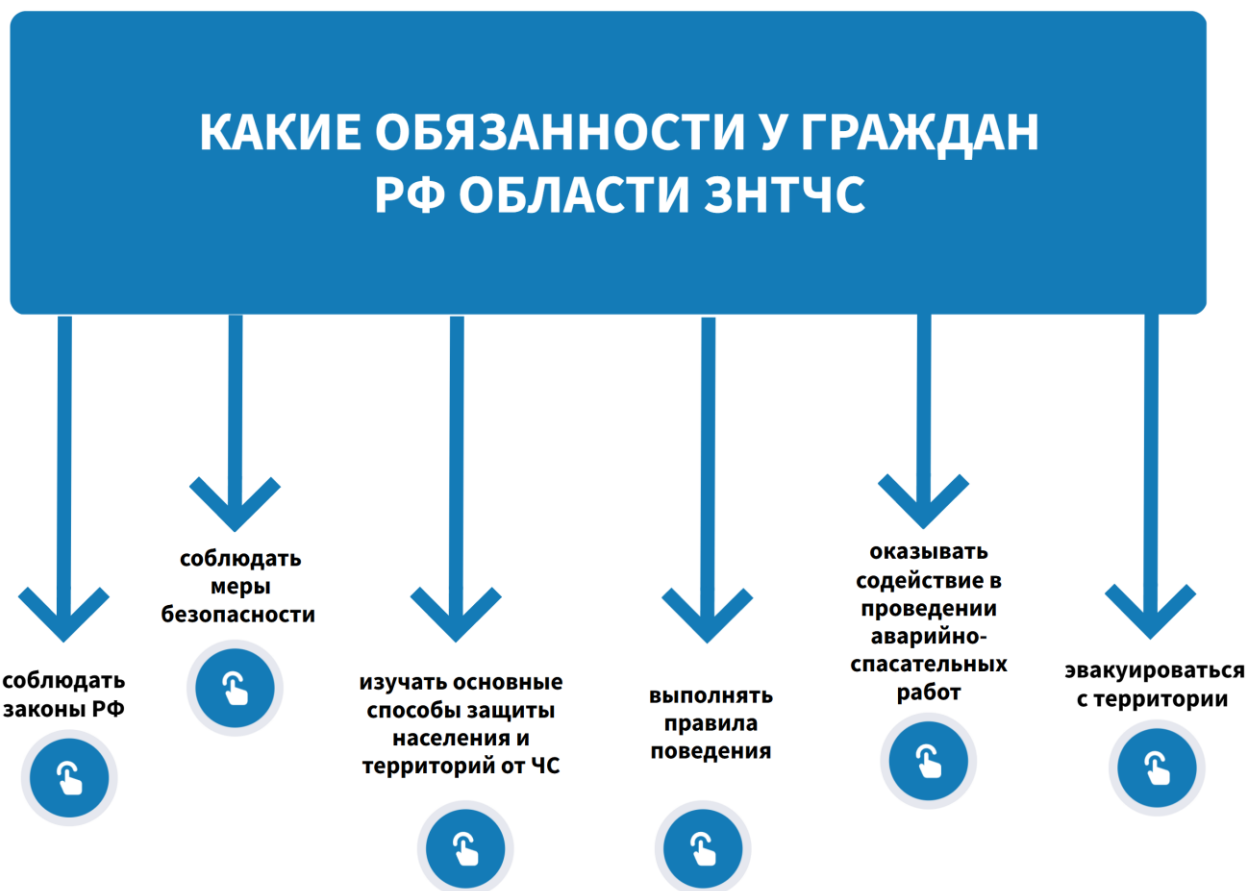 КАКИЕ ОБЯЗАННОСТИ У ГРАЖДАН
РФ ОБЛАСТИ ЗНТЧС
соблюдать
законы РФ
соблюдать
меры
безопасности
изучать основные
способы защиты
населения и
территорий от ЧС
выполнять
правила
поведения
оказывать
содействие в
проведении
аварийно-
спасательных
работ
эвакуироваться
с территории